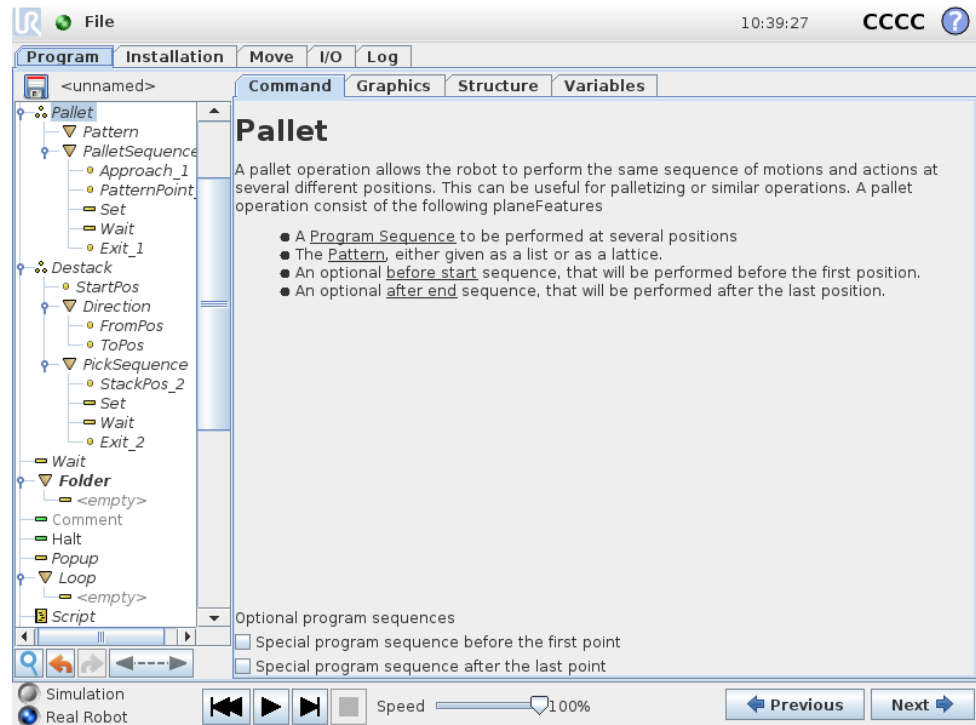 UR File 10:39:27 CCCC ?
Program Installation Move I/O Log
<unnamed>
Command Graphics Structure Variables
Pallet
Pattern
PalletSequence
Approach_1
PatternPoint_
Set
Wait
Exit_1
Destack
StartPos
Direction
FromPos
ToPos
PickSequence
StackPos_2
Set
Wait
Exit_2
Wait
Folder
<empty>
Comment
Halt
Popup
Loop
<empty>
Script
Pallet
A pallet operation allows the robot to perform the same sequence of motions and actions at
several different positions. This can be useful for palletizing or similar operations. A pallet
operation consist of the following planeFeatures
A Program Sequence to be performed at several positions
The Pattern, either given as a list or as a lattice.
An optional before start sequence, that will be performed before the first position.
An optional after end sequence, that will be performed after the last position.
Optional program sequences
Special program sequence before the first point
Special program sequence after the last point
Simulation
Real Robot
Speed 100%
Previous Next